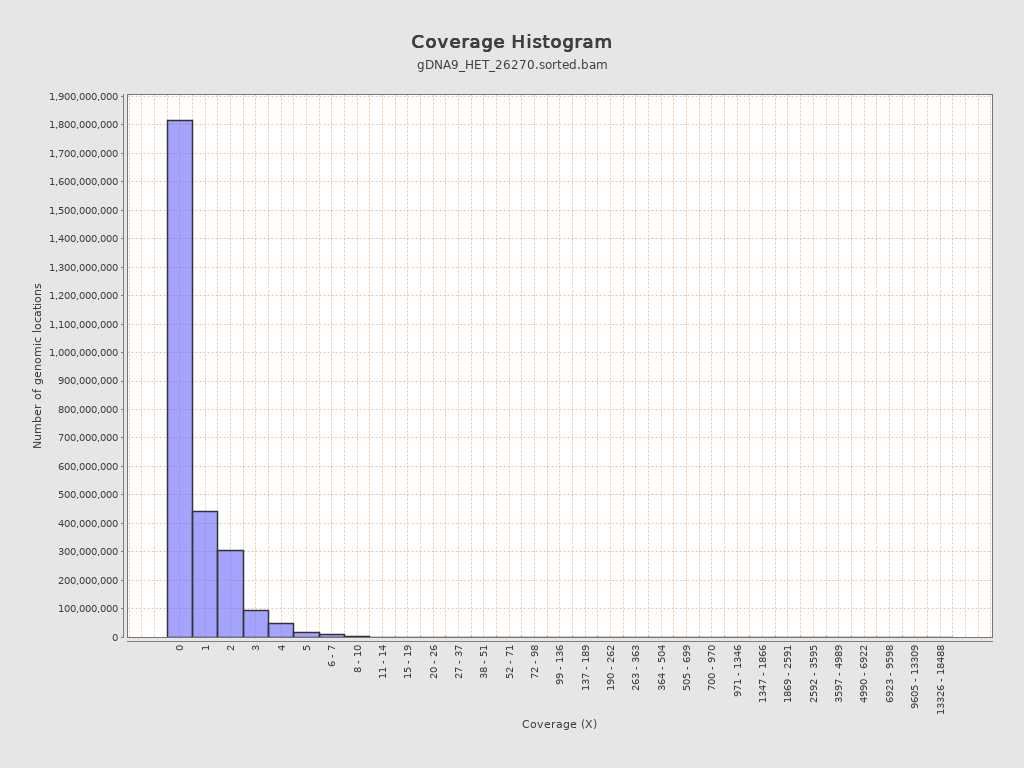 Coverage Histogram
gDNA9_HET_26270.sorted.bam
1,900,000,000
1,800,000,000
1,700,000,000
1,600,000,000
1,500,000,000
1,400,000,000
1,300,000,000
1,200,000,000
1,100,000,000
1,000,000,000
900,000,000
800,000,000
700,000,000
600,000,000
500,000,000
400,000,000
300,000,000
200,000,000
100,000,000
0
Number of genomic locations
0
1
2
3
4
5
6 - 7
8 - 10
11 - 14
15 - 19
20 - 26
27 - 37
38 - 51
52 - 71
72 - 98
99 - 136
137 - 189
190 - 262
263 - 363
364 - 504
505 - 699
700 - 970
971 - 1346
1347 - 1866
1869 - 2591
2592 - 3595
3597 - 4989
4990 - 6922
6923 - 9598
9605 - 13309
13326 - 18488
Coverage (X)